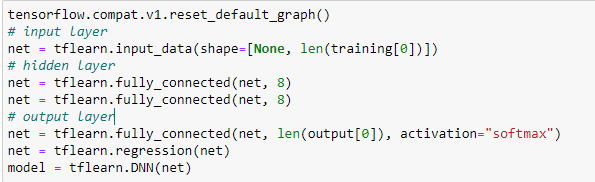 tensorflow.compat.v1.reset_default_graph()
# input layer
net = tflearn.input_data(shape=[None, len(training[0])])
# hidden layer
net = tflearn.fully_connected(net, 8)
net = tflearn.fully_connected(net, 8)
# output layer
net = tflearn.fully_connected(net, len(output[0]), activation="softmax")
net = tflearn.regression(net)
model = tflearn.DNN(net)